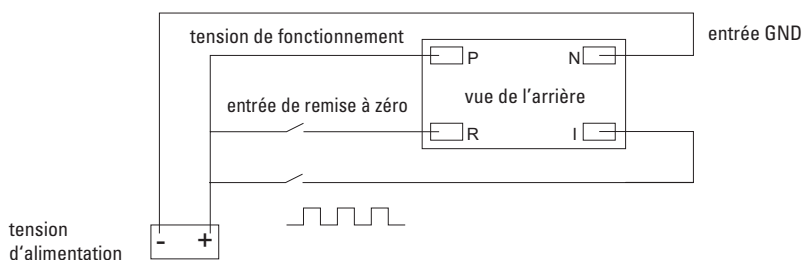 tension de fonctionnement
entrée GND
P
N
vue de l'arrière
entrée de remise à zéro
R
I
tension
d'alimentation
- +